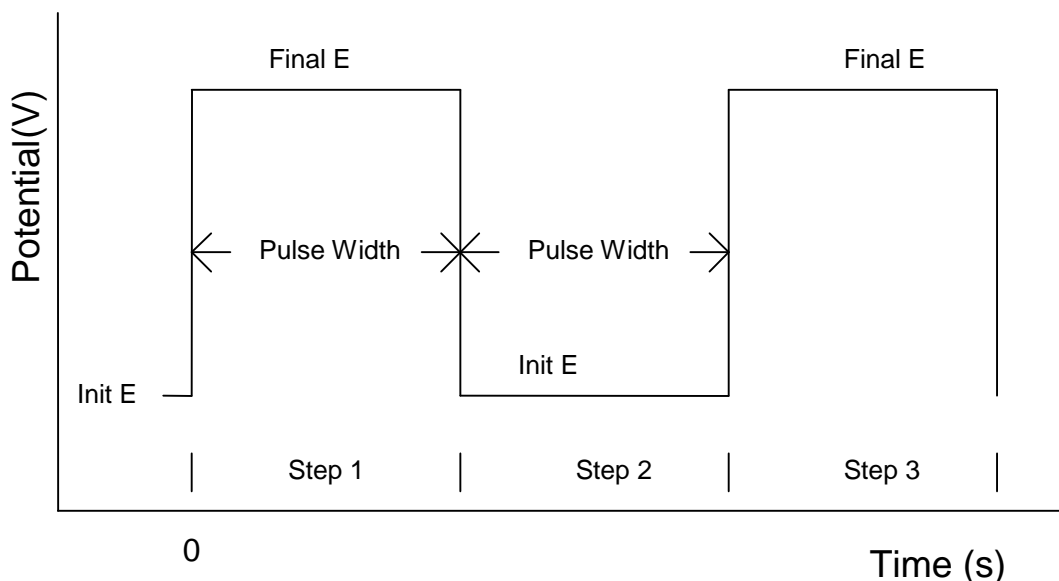 Final E
Final E
Potential(V)
Pulse Width
Pulse Width
Init E
Init E
Step 1
Step 2
Step 3
0
Time (s)